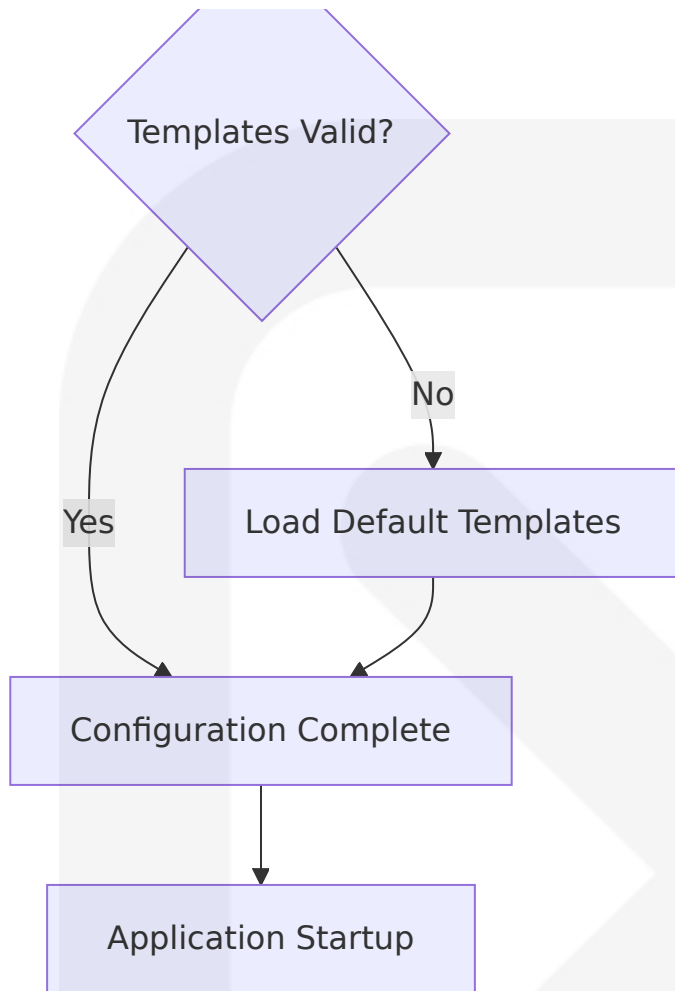 Templates Valid?
No
Yes
Load Default Templates
Configuration Complete
Application Startup